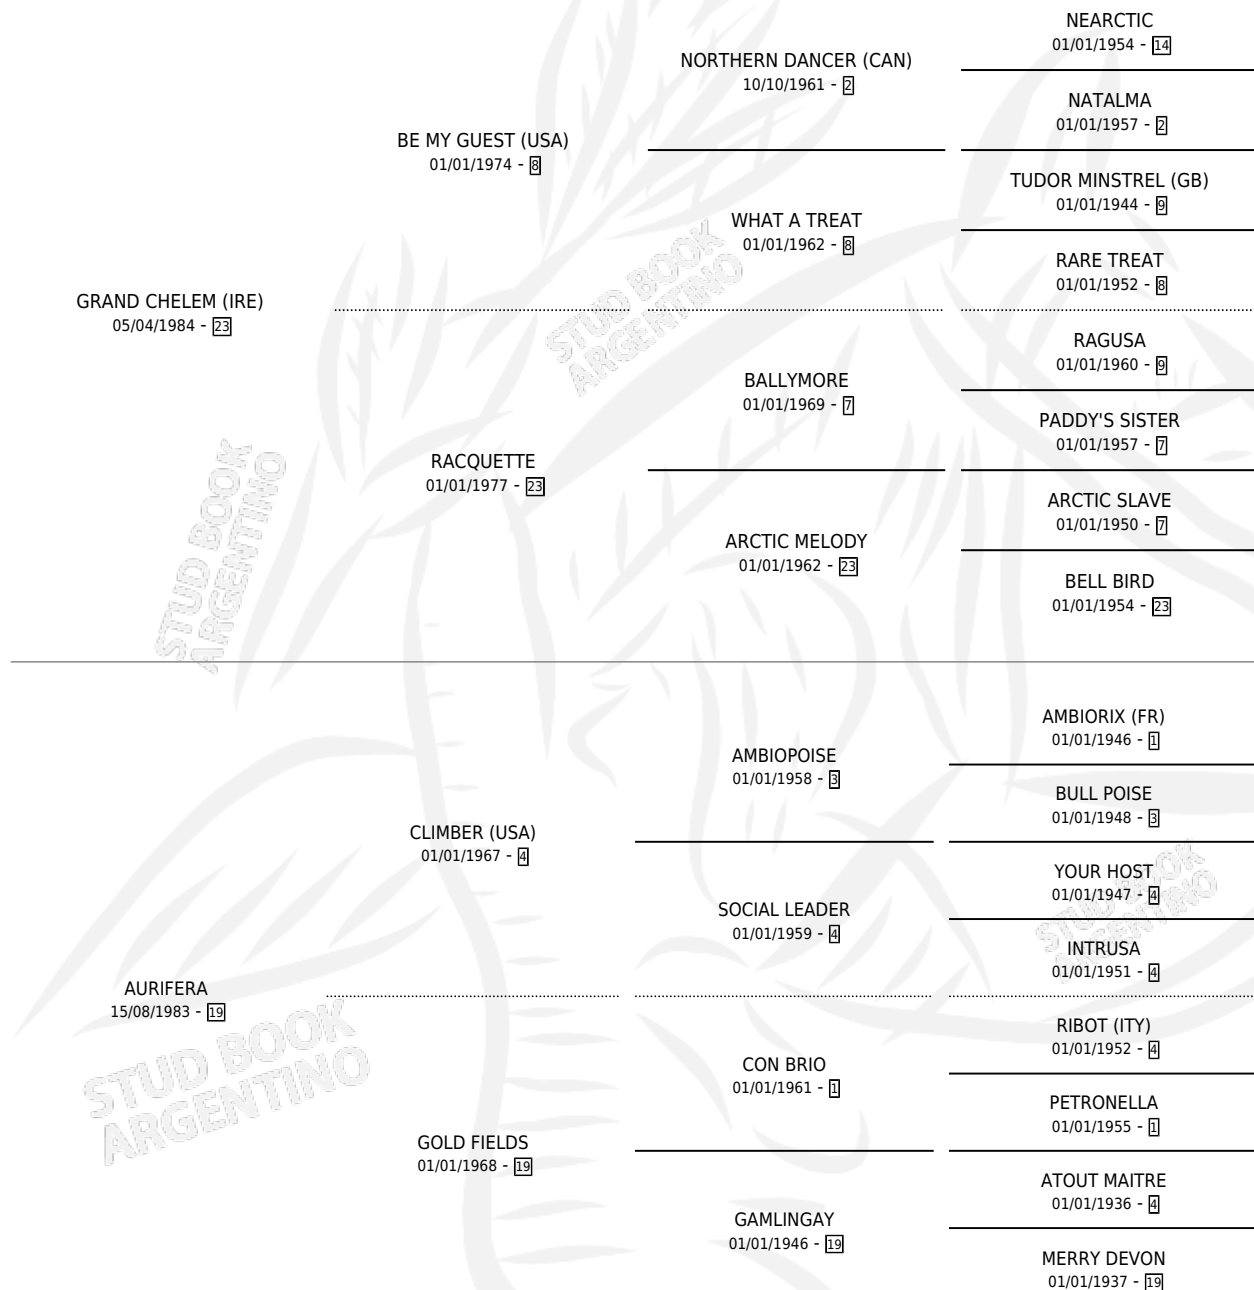 NEARCTIC
01/01/1954 - 14
NORTHERN DANCER (CAN)
10/10/1961 - 2
NATALMA
01/01/1957 - 2
BE MY GUEST (USA)
01/01/1974 - 8
TUDOR MINSTREL (GB)
01/01/1944 - 9
WHAT A TREAT
01/01/1962 - 8
RARE TREAT
01/01/1952 - 8
GRAND CHELEM (IRE)
05/04/1984 - 23
STUD BOOK
ARGENTINO
RAGUSA
01/01/1960 - 9
BALLYMORE
01/01/1969 - 7
PADDY'S SISTER
01/01/1957 - 7
RACQUETTE
01/01/1977 - 23
ARCTIC SLAVE
01/01/1950 - 7
ARCTIC MELODY
01/01/1962 - 23
BELL BIRD
01/01/1954 - 23
STUD BOOK
ARGENTINO
AMBIORIX (FR)
01/01/1946 - 1
AMBIOPOISE
01/01/1958 - 3
BULL POISE
01/01/1948 - 3
CLIMBER (USA)
01/01/1967 - 4
YOUR HOST
01/01/1947 - 4
SOCIAL LEADER
01/01/1959 - 4
INTRUSA
01/01/1951 - 4
STUD BOOK
ARGENTINO
AURIFERA
15/08/1983 - 19
RIBOT (ITY)
01/01/1952 - 4
CON BRIO
01/01/1961 - 1
PETRONELLA
01/01/1955 - 1
STUD BOOK
ARGENTINO
GOLD FIELDS
01/01/1968 - 19
ATOUT MAITRE
01/01/1936 - 4
GAMLINGAY
01/01/1946 - 19
MERRY DEVON
01/01/1937 - 19